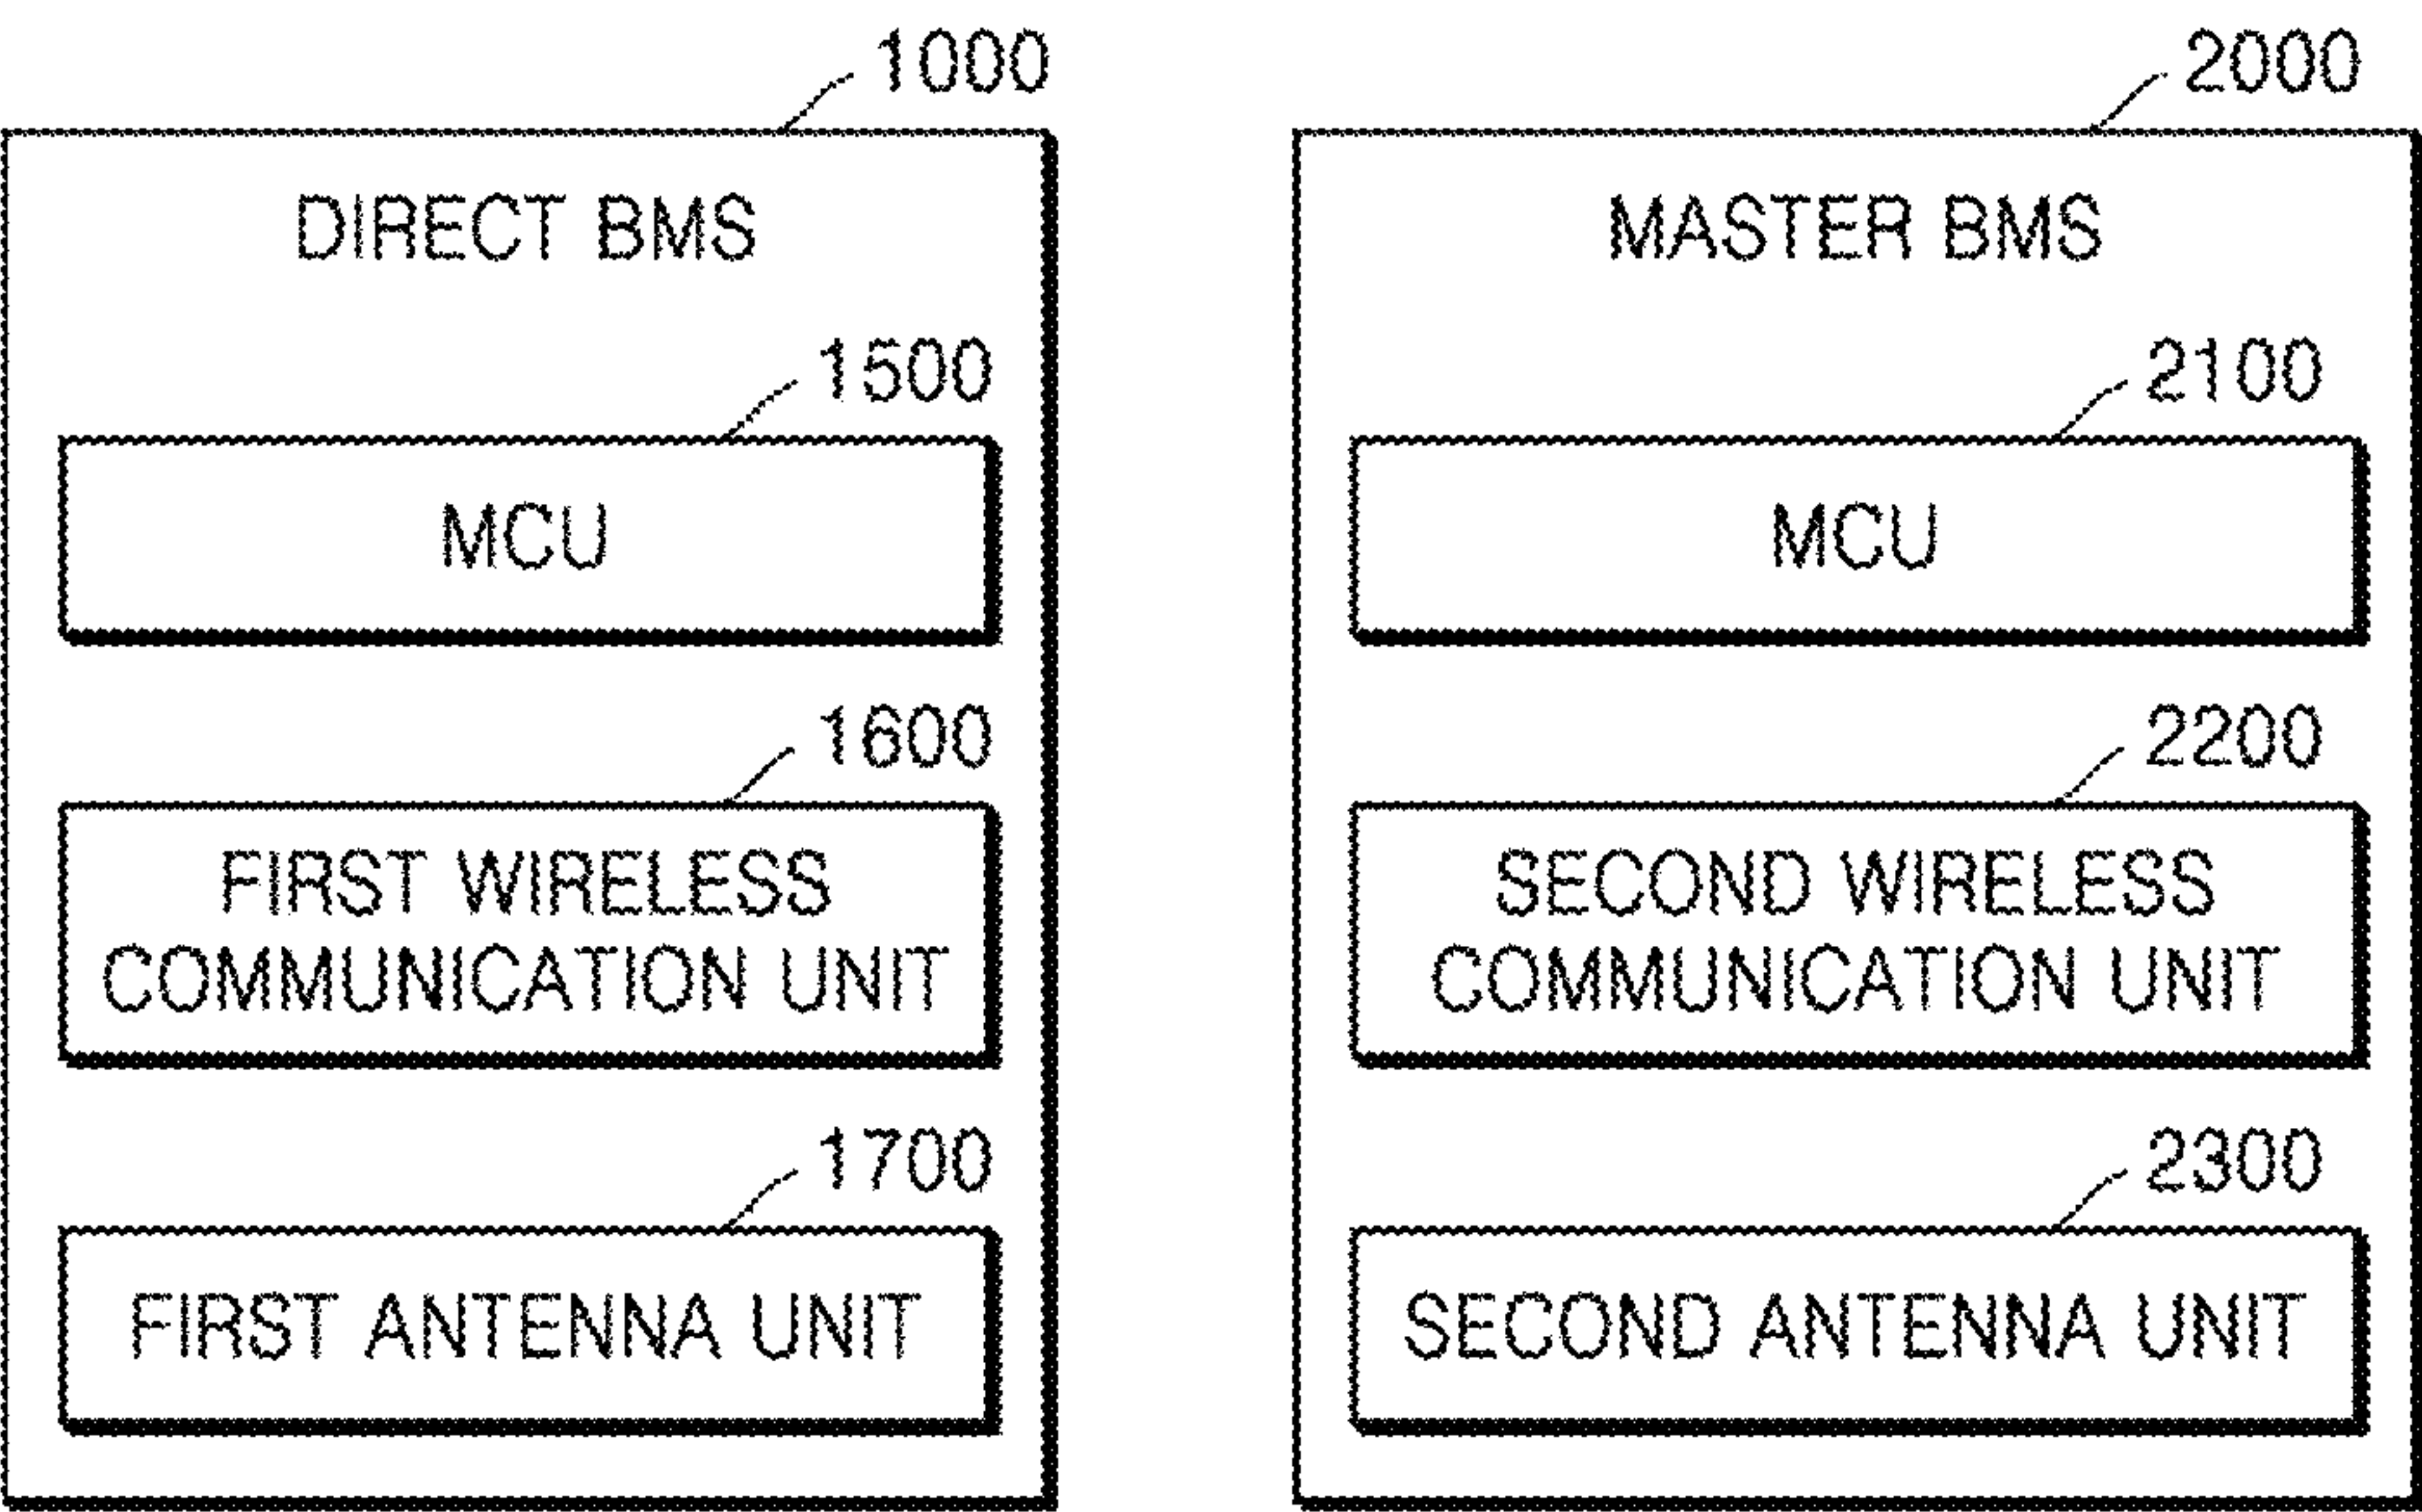 1000
DIRECT BMS
1500
MCU
1600
FIRST WIRELESS
COMMUNICATION UNIT
1700
FIRST ANTENNA UNIT
2000
MASTER BMS
2100
MCU
2200
SECOND WIRELESS
COMMUNICATION UNIT
2300
SECOND ANTENNA UNIT